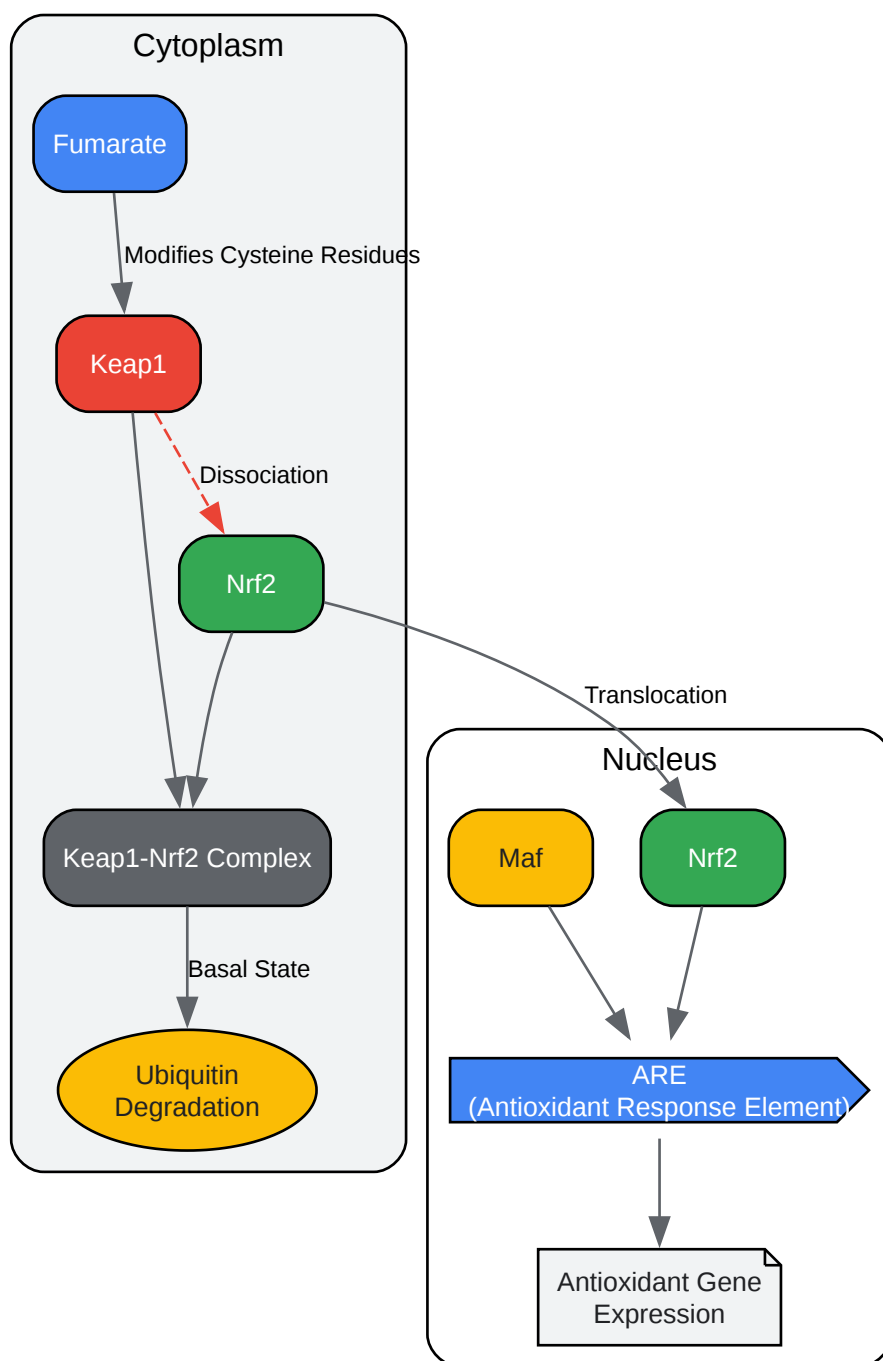 Cytoplasm
Fumarate
Modifies Cysteine Residues
Keap1
Dissociation
Nrf2
Translocation
Nucleus
Keap1-Nrf2 Complex
Maf
Nrf2
Basal State
Ubiquitin
Degradation
ARE
(Antioxidant Response Element)
Antioxidant Gene
Expression